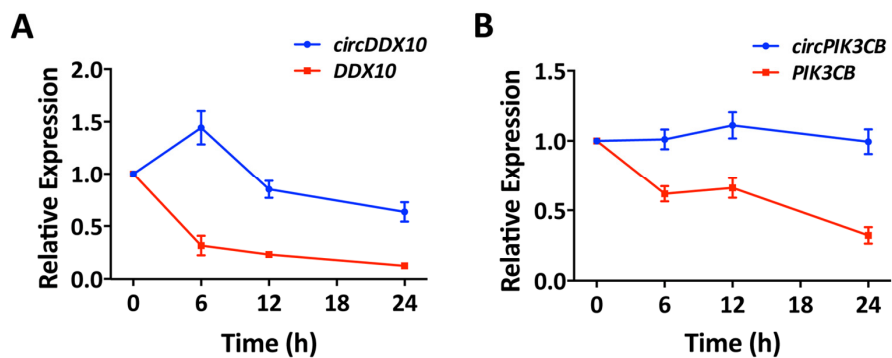 A
circDDX10
DDX10
Relative Expression
2.0
1.5
1.0
0.5
0.0
0 6 12 18 24
Time (h)
B
circPIK3CB
PIK3CB
Relative Expression
1.5
1.0
0.5
0.0
0 6 12 18 24
Time (h)